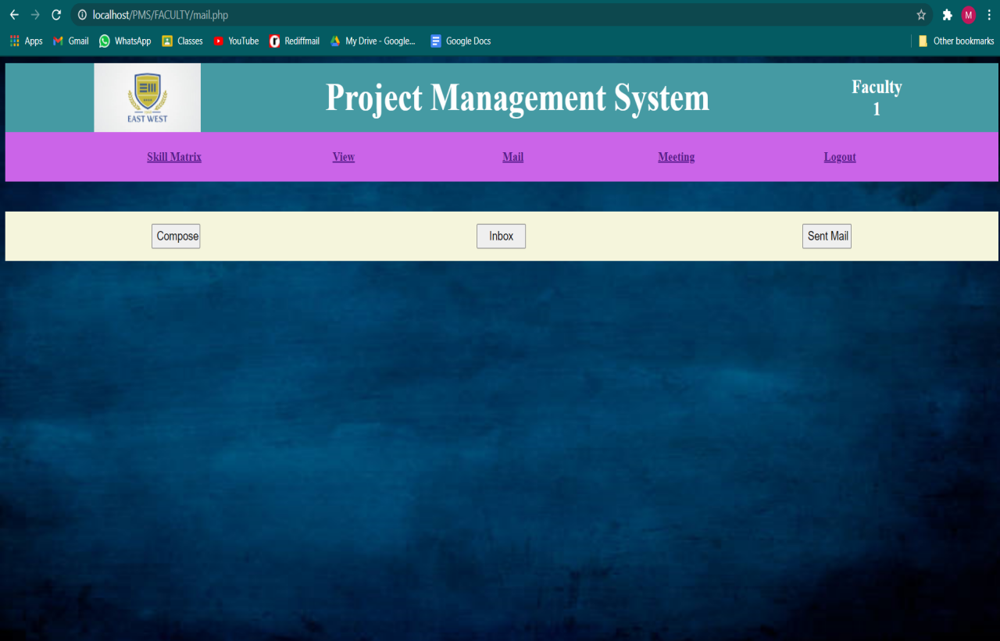 localhost/PMS/FACULTY/mail.php
M
Apps Gmail WhatsApp Classes YouTube Rediffmail My Drive - Google... Google Docs Other bookmarks
EAST WEST
Project Management System
Faculty
1
Skill Matrix View Mail Meeting Logout
Compose Inbox Sent Mail